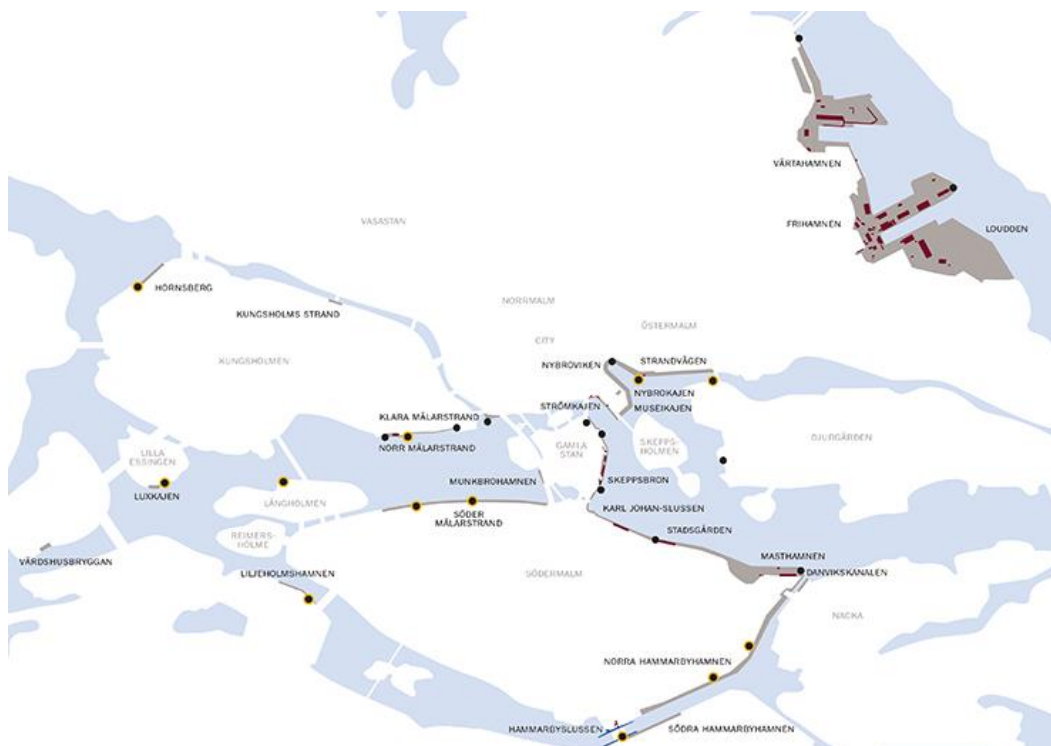 VÄRTAHAMNEN
VASASTAN
FRIHAMNEN
LOUDDEN
HORNSBERG
KUNGSHOLMS STRAND
NORRMALM
ÖSTERMALM
CITY
KUNGSHOLMEN
NYBROVIKEN
STRANDVÄGEN
NYBROKAJEN
STRÖMKAJEN
MUSEIKAJEN
KLARA MÄLARSTRAND
NORR MÄLARSTRAND
GAMLA
STAN
SKEPPS-
HOLMEN
DJURGÅRDEN
LILLA
ESSINGEN
LUXKAJEN
LÅNGHOLMEN
MUNKBROHAMNEN
SKEPPSBRON
SÖDER
MÄLARSTRAND
KARL JOHAN-SLUSSEN
STADSGÅRDEN
REIMERS-
HOLME
VÄRDSHUSBRYGGAN
LILJEHOLMSHAMNEN
SÖDERMALM
MASTHAMNEN
DANVIKSKANALEN
NACKA
NORRA HAMMARBYHAMNEN
HAMMARBYSLUSSEN
SÖDRA HAMMARBYHAMNEN